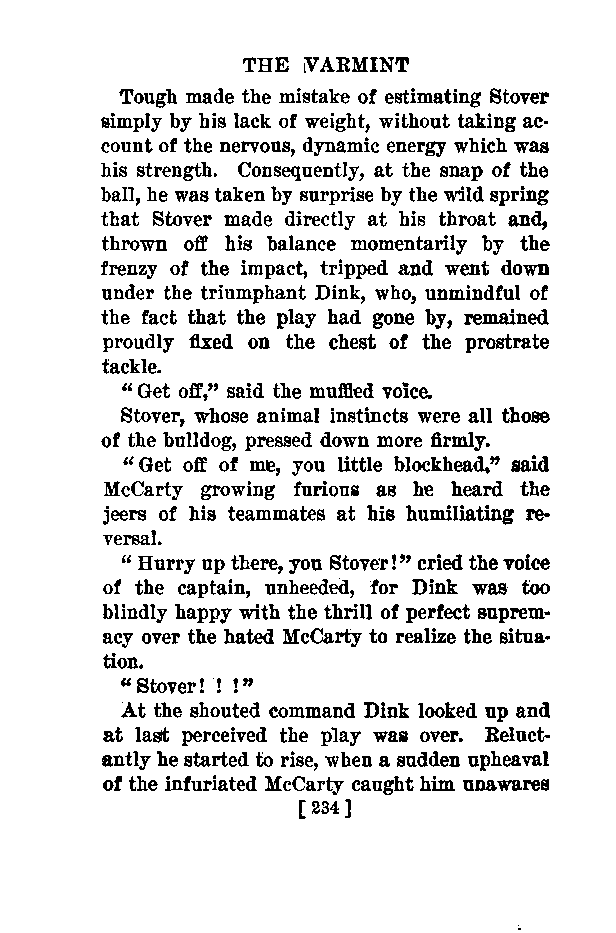 THE VARMINT
Tough made the mistake of estimating Stover
simply by his lack of weight, without taking ac-
count of the nervous, dynamic energy which was
his strength. Consequently, at the snap of the
ball, he was taken by surprise by the wild spring
that Stover made directly at his throat and,
thrown off his balance momentarily by the
frenzy of the impact, tripped and went down
under the triumphant Dink, who, unmindful of
the fact that the play had gone by, remained
proudly fixed on the chest of the prostrate
tackle.
"Get off," said the muffled voice.
Stover, whose animal instincts were all those
of the bulldog, pressed down more firmly.
"Get off of me, you little blockhead," said
McCarty growing furious as he heard the
jeers of his teammates at his humiliating re-
versal.
"Hurry up there, you Stover!" cried the voice
of the captain, unheeded, for Dink was too
blindly happy with the thrill of perfect suprem-
acy over the hated McCarty to realize the situa-
tion.
"Stover! ! !"
At the shouted command Dink looked up and
at last perceived the play was over. Reluct-
antly he started to rise, when a sudden upheaval
of the infuriated McCarty caught him unawares
[ 234 ]